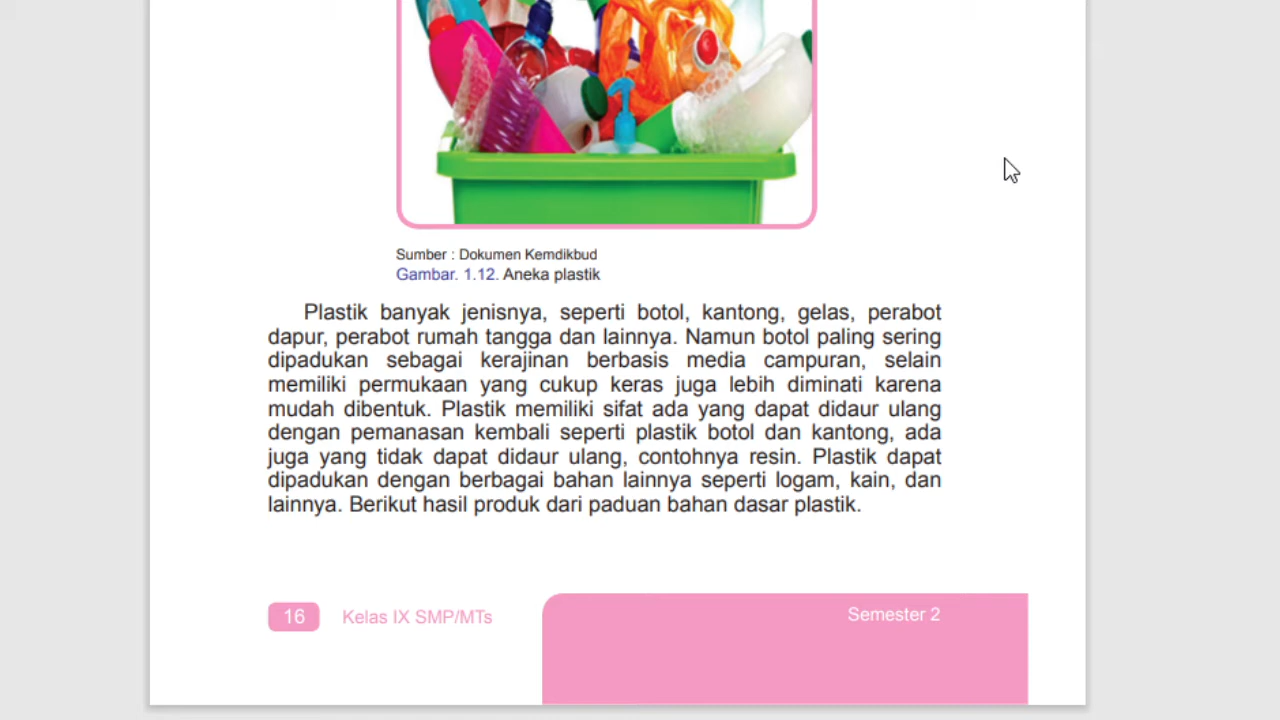 Sumber : Dokumen Kemdikbud
Gambar. 1.12. Aneka plastik
Plastik banyak jenisnya, seperti botol, kantong, gelas, perabot
dapur, perabot rumah tangga dan lainnya. Namun botol paling sering
dipadukan sebagai kerajinan berbasis media campuran, selain
memiliki permukaan yang cukup keras juga lebih diminati karena
mudah dibentuk. Plastik memiliki sifat ada yang dapat didaur ulang
dengan pemanasan kembali seperti plastik botol dan kantong, ada
juga yang tidak dapat didaur ulang, contohnya resin. Plastik dapat
dipadukan dengan berbagai bahan lainnya seperti logam, kain, dan
lainnya. Berikut hasil produk dari paduan bahan dasar plastik.
16 Kelas IX SMP/MTs
Semester 2